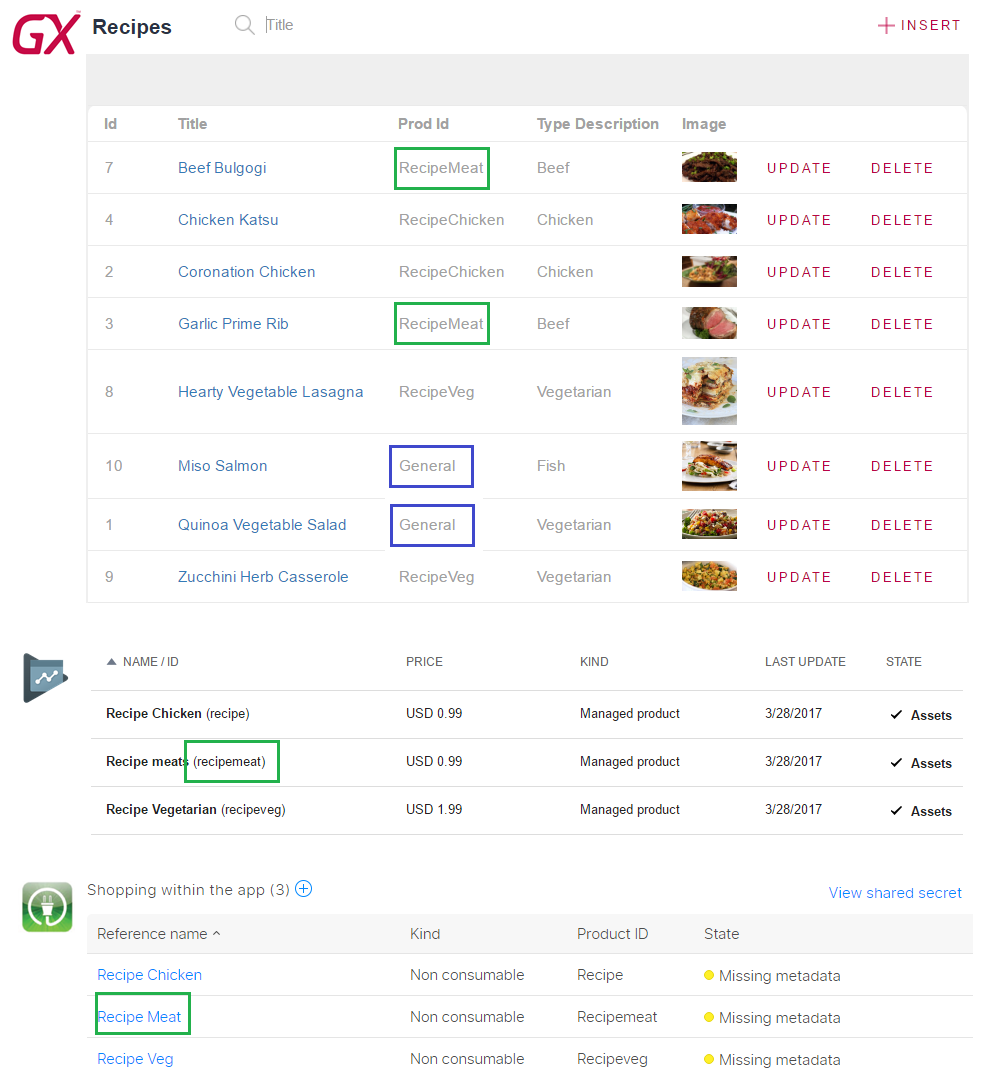 GX™ Recipes Title INSERT
Id Title Prod Id Type Description Image
7 Beef Bulgogi RecipeMeat Beef UPDATE DELETE
4 Chicken Katsu RecipeChicken Chicken UPDATE DELETE
2 Coronation Chicken RecipeChicken Chicken UPDATE DELETE
3 Garlic Prime Rib RecipeMeat Beef UPDATE DELETE
8 Hearty Vegetable Lasagna RecipeVeg Vegetarian UPDATE DELETE
10 Miso Salmon General Fish UPDATE DELETE
1 Quinoa Vegetable Salad General Vegetarian UPDATE DELETE
9 Zucchini Herb Casserole RecipeVeg Vegetarian UPDATE DELETE
NAME / ID PRICE KIND LAST UPDATE STATE
Recipe Chicken (recipe) USD 0.99 Managed product 3/28/2017 Assets
Recipe meats (recipemeat) USD 0.99 Managed product 3/28/2017 Assets
Recipe Vegetarian (recipeveg) USD 1.99 Managed product 3/28/2017 Assets
Shopping within the app (3) View shared secret
Reference name Kind Product ID State
Recipe Chicken Non consumable Recipe Missing metadata
Recipe Meat Non consumable Recipemeat Missing metadata
Recipe Veg Non consumable Recipeveg Missing metadata